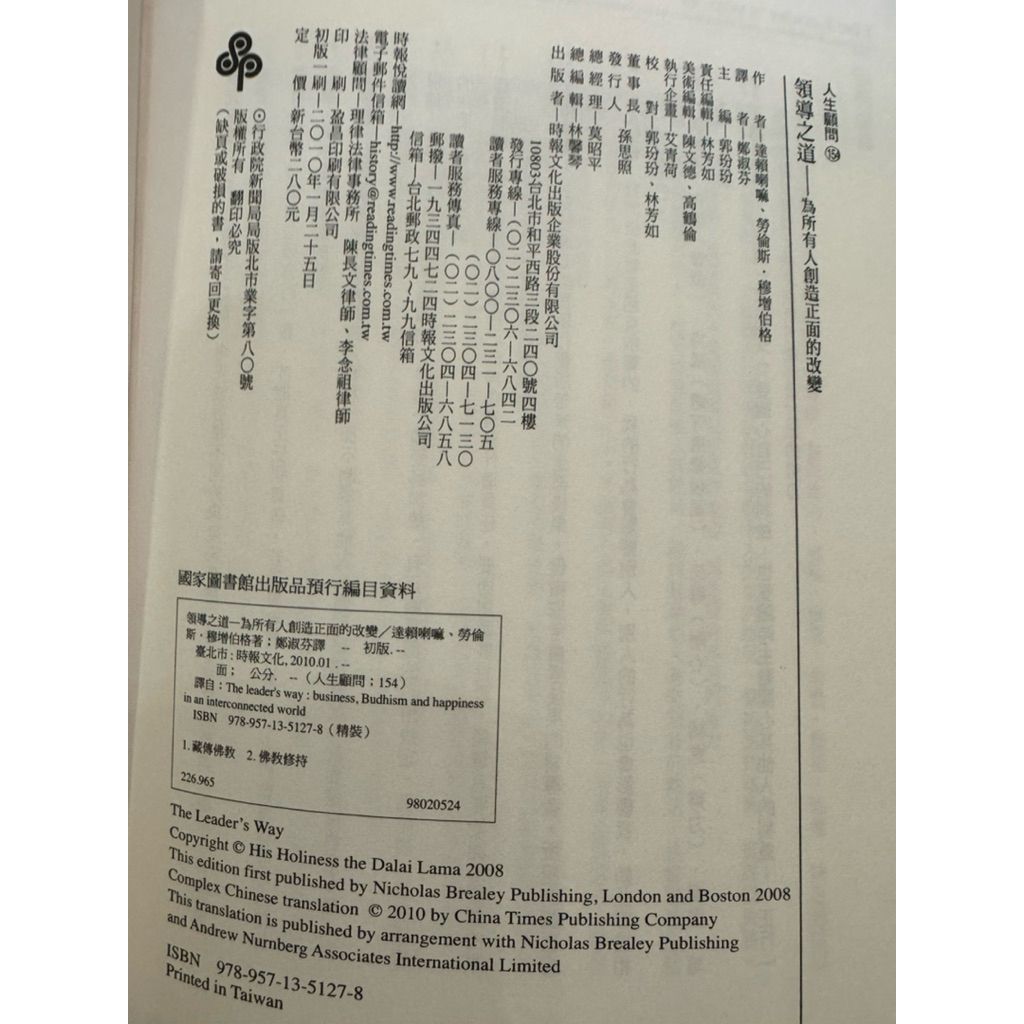 人生顧問 154
領導之道——為所有人創造正面的改變
作者—達賴喇嘛、勞倫斯．穆增伯格
譯者—鄭淑芬
主編—郭玢玢
責任編輯—林芳如
美術編輯—陳文德、高鶴倫
執行企畫—艾青荷
校對—郭玢玢、林芳如
董事長—孫思照
發行人
總經理—莫昭平
總編輯—林馨琴
出版者—時報文化出版企業股份有限公司
10803台北市和平西路三段二四〇號四樓
發行專線—(〇二)二三〇六—六八四二
讀者服務專線—〇八〇〇—二三一—七〇五
(〇二)二三〇四—七一〇三
讀者服務傳真—(〇二)二三〇四—六八五八
郵撥—一九三四四七二四時報文化出版公司
信箱—台北郵政七九～九九信箱
時報悅讀網—http://www.readingtimes.com.tw
電子郵件信箱—history@readingtimes.com.tw
法律顧問—理律法律事務所 陳長文律師、李念祖律師
印刷—盈昌印刷有限公司
初版一刷—二〇一〇年一月二十五日
定價—新台幣二八〇元
⊙行政院新聞局局版北市業字第八〇號
版權所有 翻印必究
(缺頁或破損的書，請寄回更換)
國家圖書館出版品預行編目資料
領導之道—為所有人創造正面的改變／達賴喇嘛、勞倫
斯．穆增伯格著；鄭淑芬譯 -- 初版. --
臺北市：時報文化, 2010.01 . --
面； 公分. --（人生顧問；154）
譯自：The leader's way : business, Budhism and happiness
in an interconnected world
ISBN 978-957-13-5127-8（精裝）
1.藏傳佛教 2.佛教修持
226.965
98020524
The Leader's Way
Copyright © His Holiness the Dalai Lama 2008
This edition first published by Nicholas Brealey Publishing, London and Boston 2008
Complex Chinese translation © 2010 by China Times Publishing Company
This translation is published by arrangement with Nicholas Brealey Publishing
and Andrew Nurnberg Associates International Limited
ISBN 978-957-13-5127-8
Printed in Taiwan